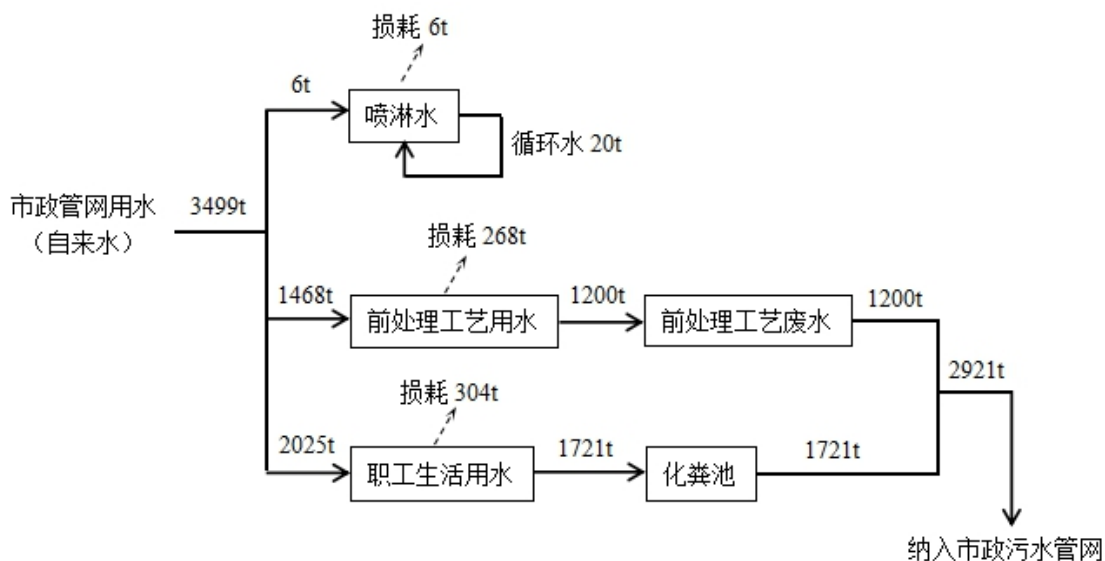 损耗 6t
6t
喷淋水
循环水 20t
市政管网用水
（自来水）
3499t
损耗 268t
1468t
前处理工艺用水
1200t
前处理工艺废水
1200t
2921t
损耗 304t
2025t
职工生活用水
1721t
化粪池
1721t
纳入市政污水管网